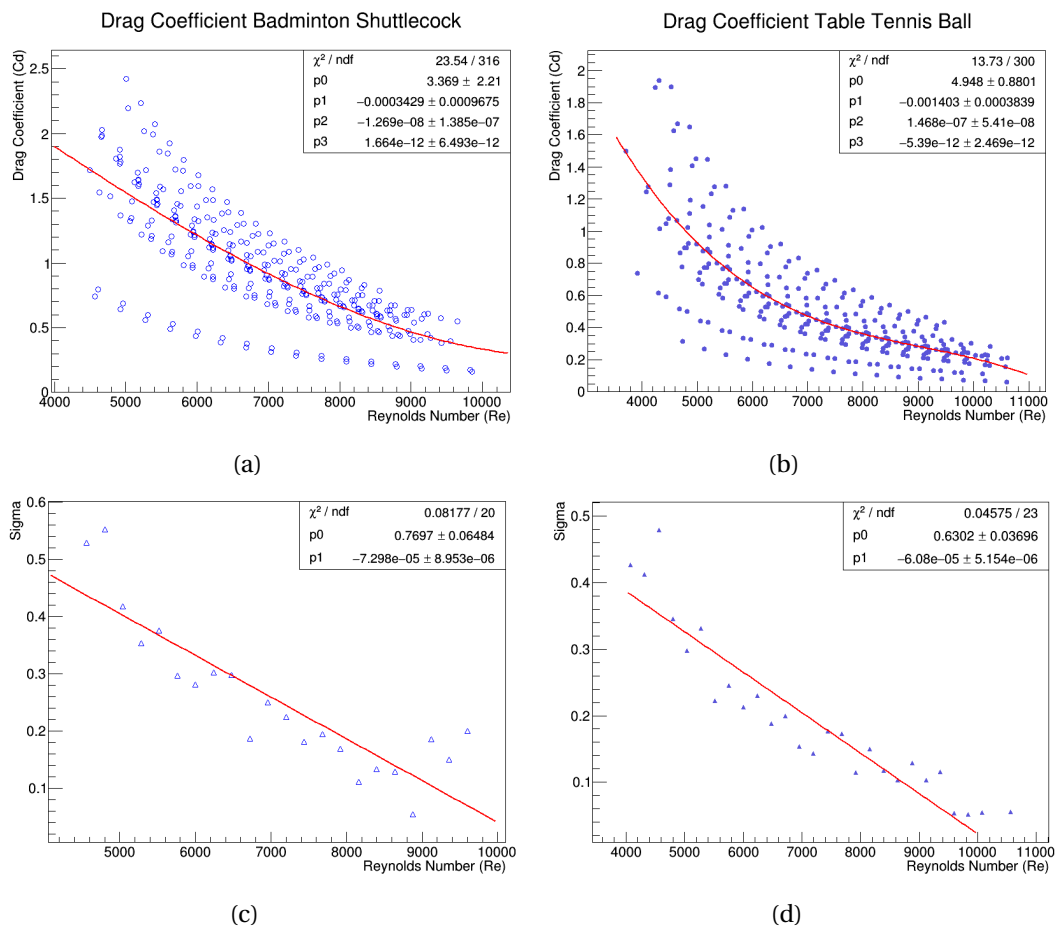 Drag Coefficient Badminton Shuttlecock
Drag Coefficient (Cd)
χ² / ndf 23.54 / 316
p0 3.369 ± 2.21
p1 −0.0003429 ± 0.0009675
p2 −1.269e−08 ± 1.385e−07
p3 1.664e−12 ± 6.493e−12
2.5
2
1.5
1
0.5
0
4000 5000 6000 7000 8000 9000 10000
Reynolds Number (Re)
(a)
Drag Coefficient Table Tennis Ball
Drag Coefficient (Cd)
χ² / ndf 13.73 / 300
p0 4.948 ± 0.8801
p1 −0.001403 ± 0.0003839
p2 1.468e−07 ± 5.41e−08
p3 −5.39e−12 ± 2.469e−12
2
1.8
1.6
1.4
1.2
1
0.8
0.6
0.4
0.2
0
4000 5000 6000 7000 8000 9000 10000 11000
Reynolds Number (Re)
(b)
Sigma
χ² / ndf 0.08177 / 20
p0 0.7697 ± 0.06484
p1 −7.298e−05 ± 8.953e−06
0.6
0.5
0.4
0.3
0.2
0.1
5000 6000 7000 8000 9000 10000
Reynolds Number (Re)
(c)
Sigma
χ² / ndf 0.04575 / 23
p0 0.6302 ± 0.03696
p1 −6.08e−05 ± 5.154e−06
0.5
0.4
0.3
0.2
0.1
4000 5000 6000 7000 8000 9000 10000 11000
Reynolds Number (Re)
(d)